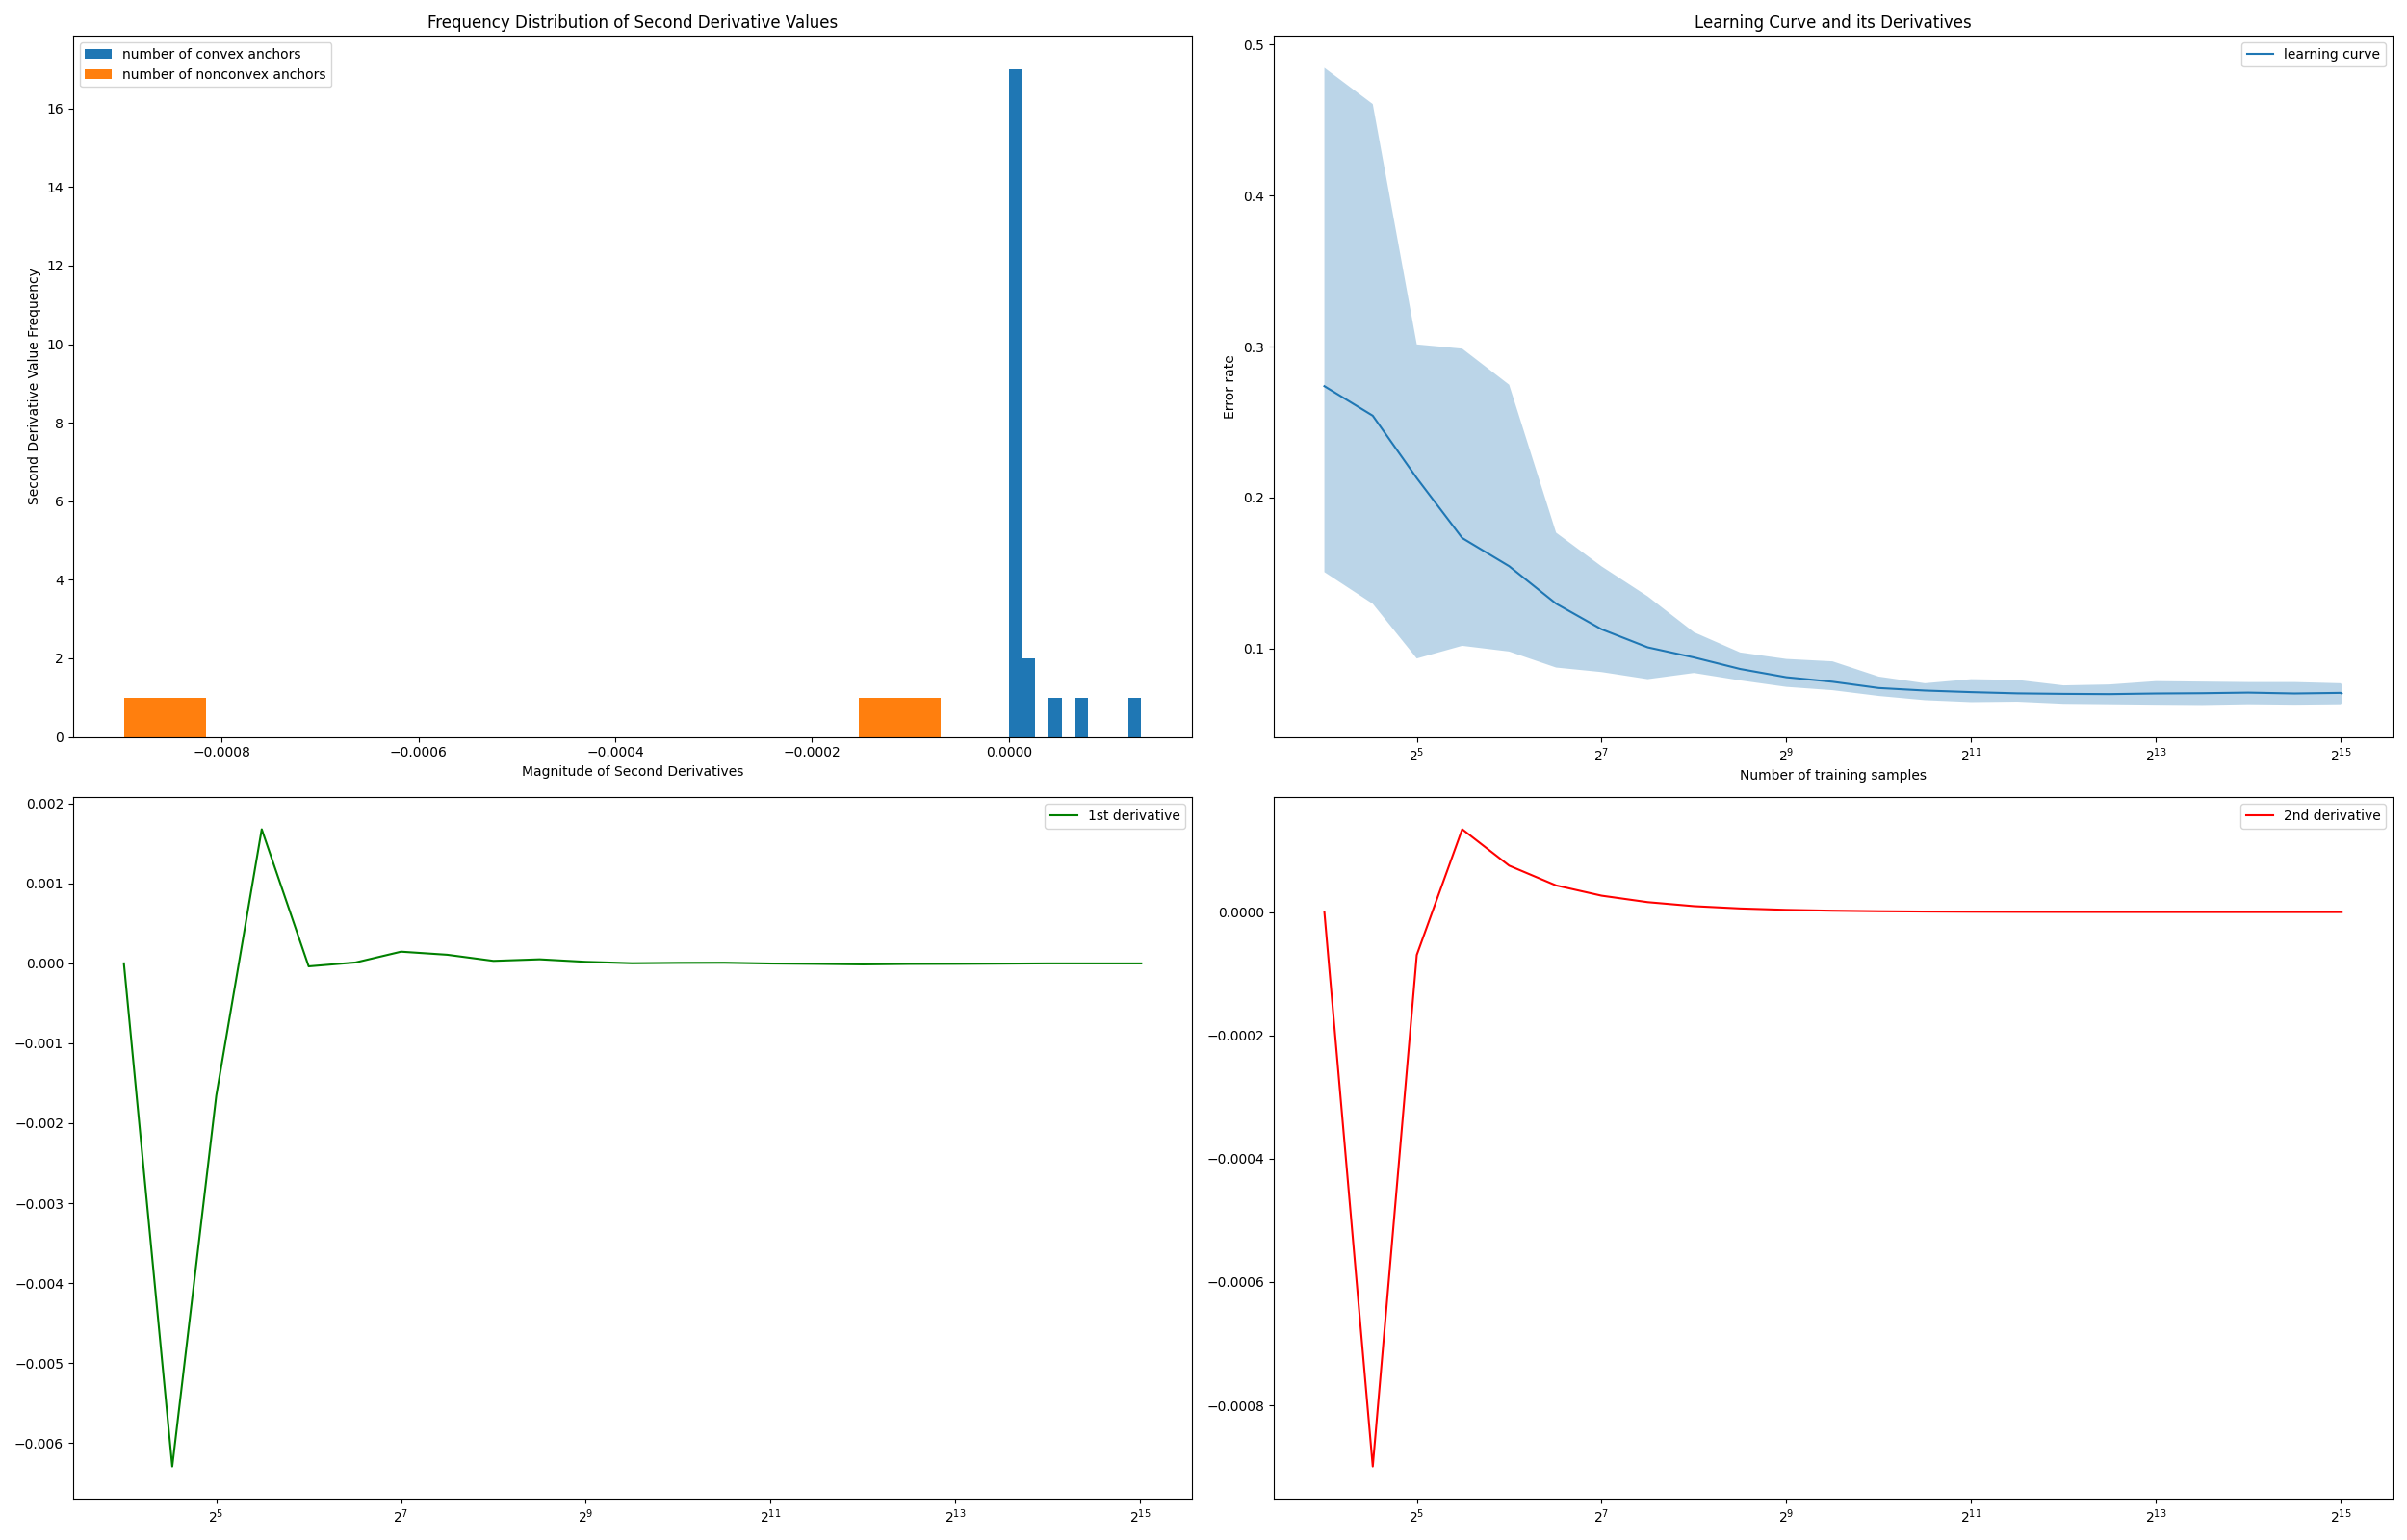 Frequency Distribution of Second Derivative Values
number of convex anchors
number of nonconvex anchors
Second Derivative Value Frequency
16
14
12
10
8
6
4
2
0
−0.0008 −0.0006 −0.0004 −0.0002 0.0000
Magnitude of Second Derivatives
Learning Curve and its Derivatives
learning curve
Error rate
0.5
0.4
0.3
0.2
0.1
2^5 2^7 2^9 2^11 2^13 2^15
Number of training samples
1st derivative
0.002
0.001
0.000
−0.001
−0.002
−0.003
−0.004
−0.005
−0.006
2^5 2^7 2^9 2^11 2^13 2^15
2nd derivative
0.0000
−0.0002
−0.0004
−0.0006
−0.0008
2^5 2^7 2^9 2^11 2^13 2^15